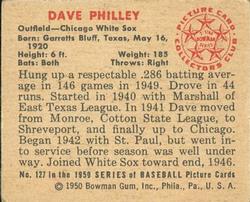 DAVE PHILLEY
Outfield—Chicago White Sox
Born: Garretts Bluff, Texas, May 16,
1920
Height: 6 ft. Weight: 185
Bats: Both Throws: Right
PICTURE CARD
COLLECTORS CLUB
Hung up a respectable .286 batting aver-
age in 146 games in 1949. Drove in 44
runs. Started in 1940 with Marshall of
East Texas League. In 1941 Dave moved
from Monroe, Cotton State League, to
Shreveport, and finally up to Chicago.
Began 1942 with St. Paul, but went in-
to service before season was well under
way. Joined White Sox toward end, 1946.
No. 127 in the 1950 SERIES of BASEBALL Picture Cards
©1950 Bowman Gum, Inc., Phila., Pa., U. S. A.